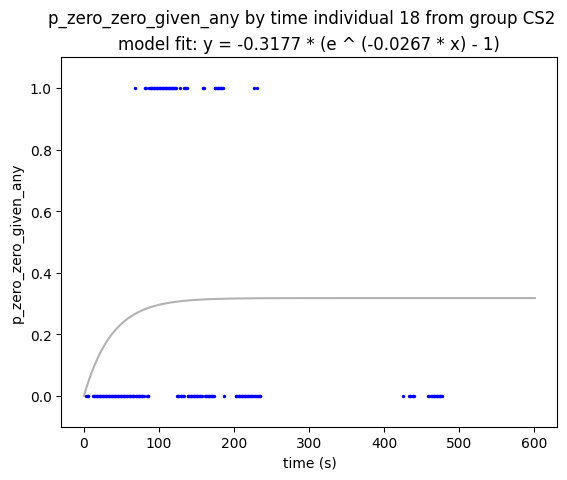 p_zero_zero_given_any by time individual 18 from group CS2
model fit: y = -0.3177 * (e ^ (-0.0267 * x) - 1)
1.0
0.8
0.6
0.4
0.2
0.0
p_zero_zero_given_any
0 100 200 300 400 500 600
time (s)